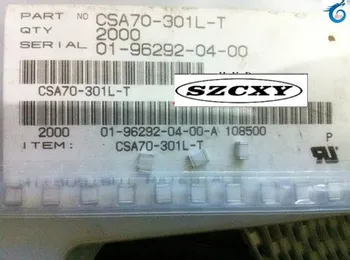 PART NO CSA70-301L-T
QTY 2000
SERIAL 01-96292-04-00
CSA70-301L-T
SZCXY
2000 01-96292-04-00-A 108500
P
ITEM: CSA70-301L-T